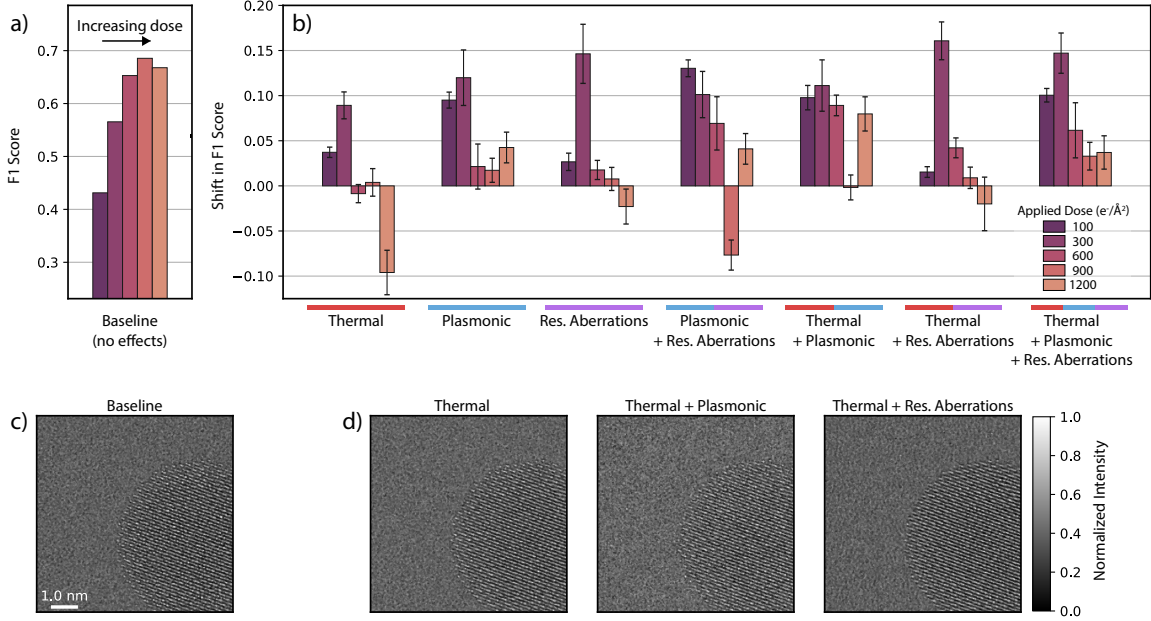 a)
Increasing dose
F1 Score
0.7
0.6
0.5
0.4
0.3
Baseline
(no effects)
b)
Shift in F1 Score
0.20
0.15
0.10
0.05
0.00
−0.05
−0.10
Applied Dose (e⁻/Å²)
100
300
600
900
1200
Thermal
Plasmonic
Res. Aberrations
Plasmonic
+ Res. Aberrations
Thermal
+ Plasmonic
Thermal
+ Res. Aberrations
Thermal
+ Plasmonic
+ Res. Aberrations
c)
Baseline
1.0 nm
d)
Thermal
Thermal + Plasmonic
Thermal + Res. Aberrations
1.0
0.8
0.6
0.4
0.2
0.0
Normalized Intensity